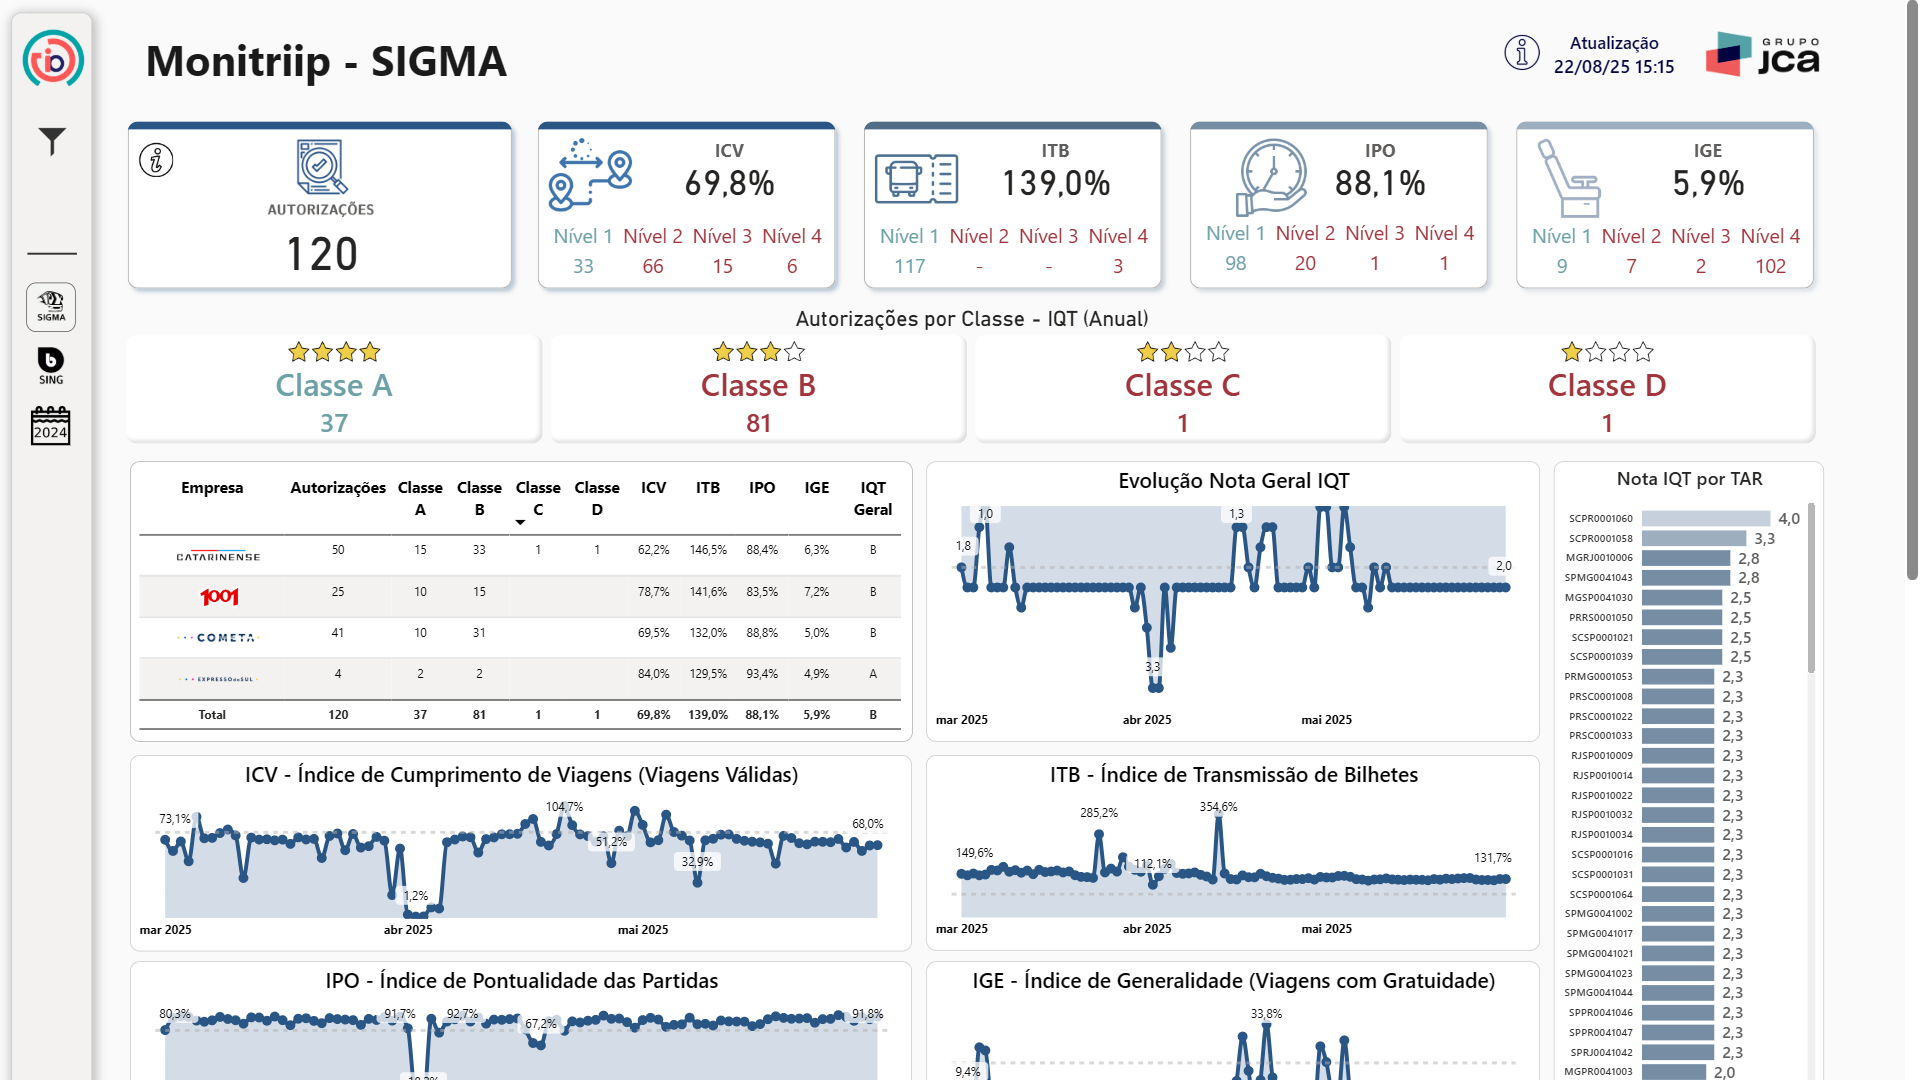 Monitriip - SIGMA
Atualização
22/08/25 15:15
GRUPO
jca
SIGMA
SING
2024
AUTORIZAÇÕES
120
ICV
69,8%
Nível 1 Nível 2 Nível 3 Nível 4
33 66 15 6
ITB
139,0%
Nível 1 Nível 2 Nível 3 Nível 4
117 - - 3
IPO
88,1%
Nível 1 Nível 2 Nível 3 Nível 4
98 20 1 1
IGE
5,9%
Nível 1 Nível 2 Nível 3 Nível 4
9 7 2 102
Autorizações por Classe - IQT (Anual)
Classe A
37
Classe B
81
Classe C
1
Classe D
1
Empresa Autorizações Classe A Classe B Classe C Classe D ICV ITB IPO IGE IQT Geral
CATARINENSE 50 15 33 1 1 62,2% 146,5% 88,4% 6,3% B
1001 25 10 15 78,7% 141,6% 83,5% 7,2% B
COMETA 41 10 31 69,5% 132,0% 88,8% 5,0% B
EXPRESSO do SUL 4 2 2 84,0% 129,5% 93,4% 4,9% A
Total 120 37 81 1 1 69,8% 139,0% 88,1% 5,9% B
Evolução Nota Geral IQT
1,8
1,0
3,3
1,3
2,0
mar 2025 abr 2025 mai 2025
Nota IQT por TAR
SCPR0001060 4,0
SCPR0001058 3,3
MGRJ0010006 2,8
SPMG0041043 2,8
MGSP0041030 2,5
PRRS0001050 2,5
SCSP0001021 2,5
SCSP0001039 2,5
PRMG0001053 2,3
PRSC0001008 2,3
PRSC0001022 2,3
PRSC0001033 2,3
RJSP0010009 2,3
RJSP0010014 2,3
RJSP0010022 2,3
RJSP0010032 2,3
RJSP0010034 2,3
SCSP0001016 2,3
SCSP0001031 2,3
SCSP0001064 2,3
SPMG0041002 2,3
SPMG0041017 2,3
SPMG0041021 2,3
SPMG0041023 2,3
SPMG0041044 2,3
SPPR0041046 2,3
SPPR0041047 2,3
SPRJ0041042 2,3
MGPR0041003 2,0
ICV - Índice de Cumprimento de Viagens (Viagens Válidas)
73,1%
1,2%
104,7%
51,2%
32,9%
68,0%
mar 2025 abr 2025 mai 2025
ITB - Índice de Transmissão de Bilhetes
149,6%
285,2%
112,1%
354,6%
131,7%
mar 2025 abr 2025 mai 2025
IPO - Índice de Pontualidade das Partidas
80,3%
91,7%
92,7%
67,2%
91,8%
IGE - Índice de Generalidade (Viagens com Gratuidade)
9,4%
33,8%